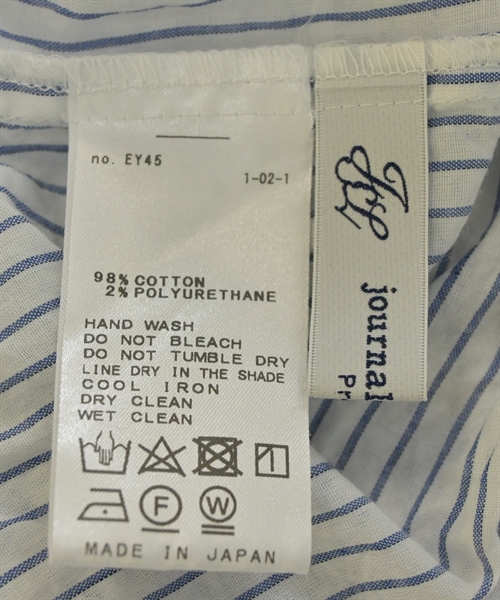 no. EY45
1-02-1
98% COTTON
2% POLYURETHANE
HAND WASH
DO NOT BLEACH
DO NOT TUMBLE DRY
LINE DRY IN THE SHADE
COOL IRON
DRY CLEAN
WET CLEAN
F W
MADE IN JAPAN
journal